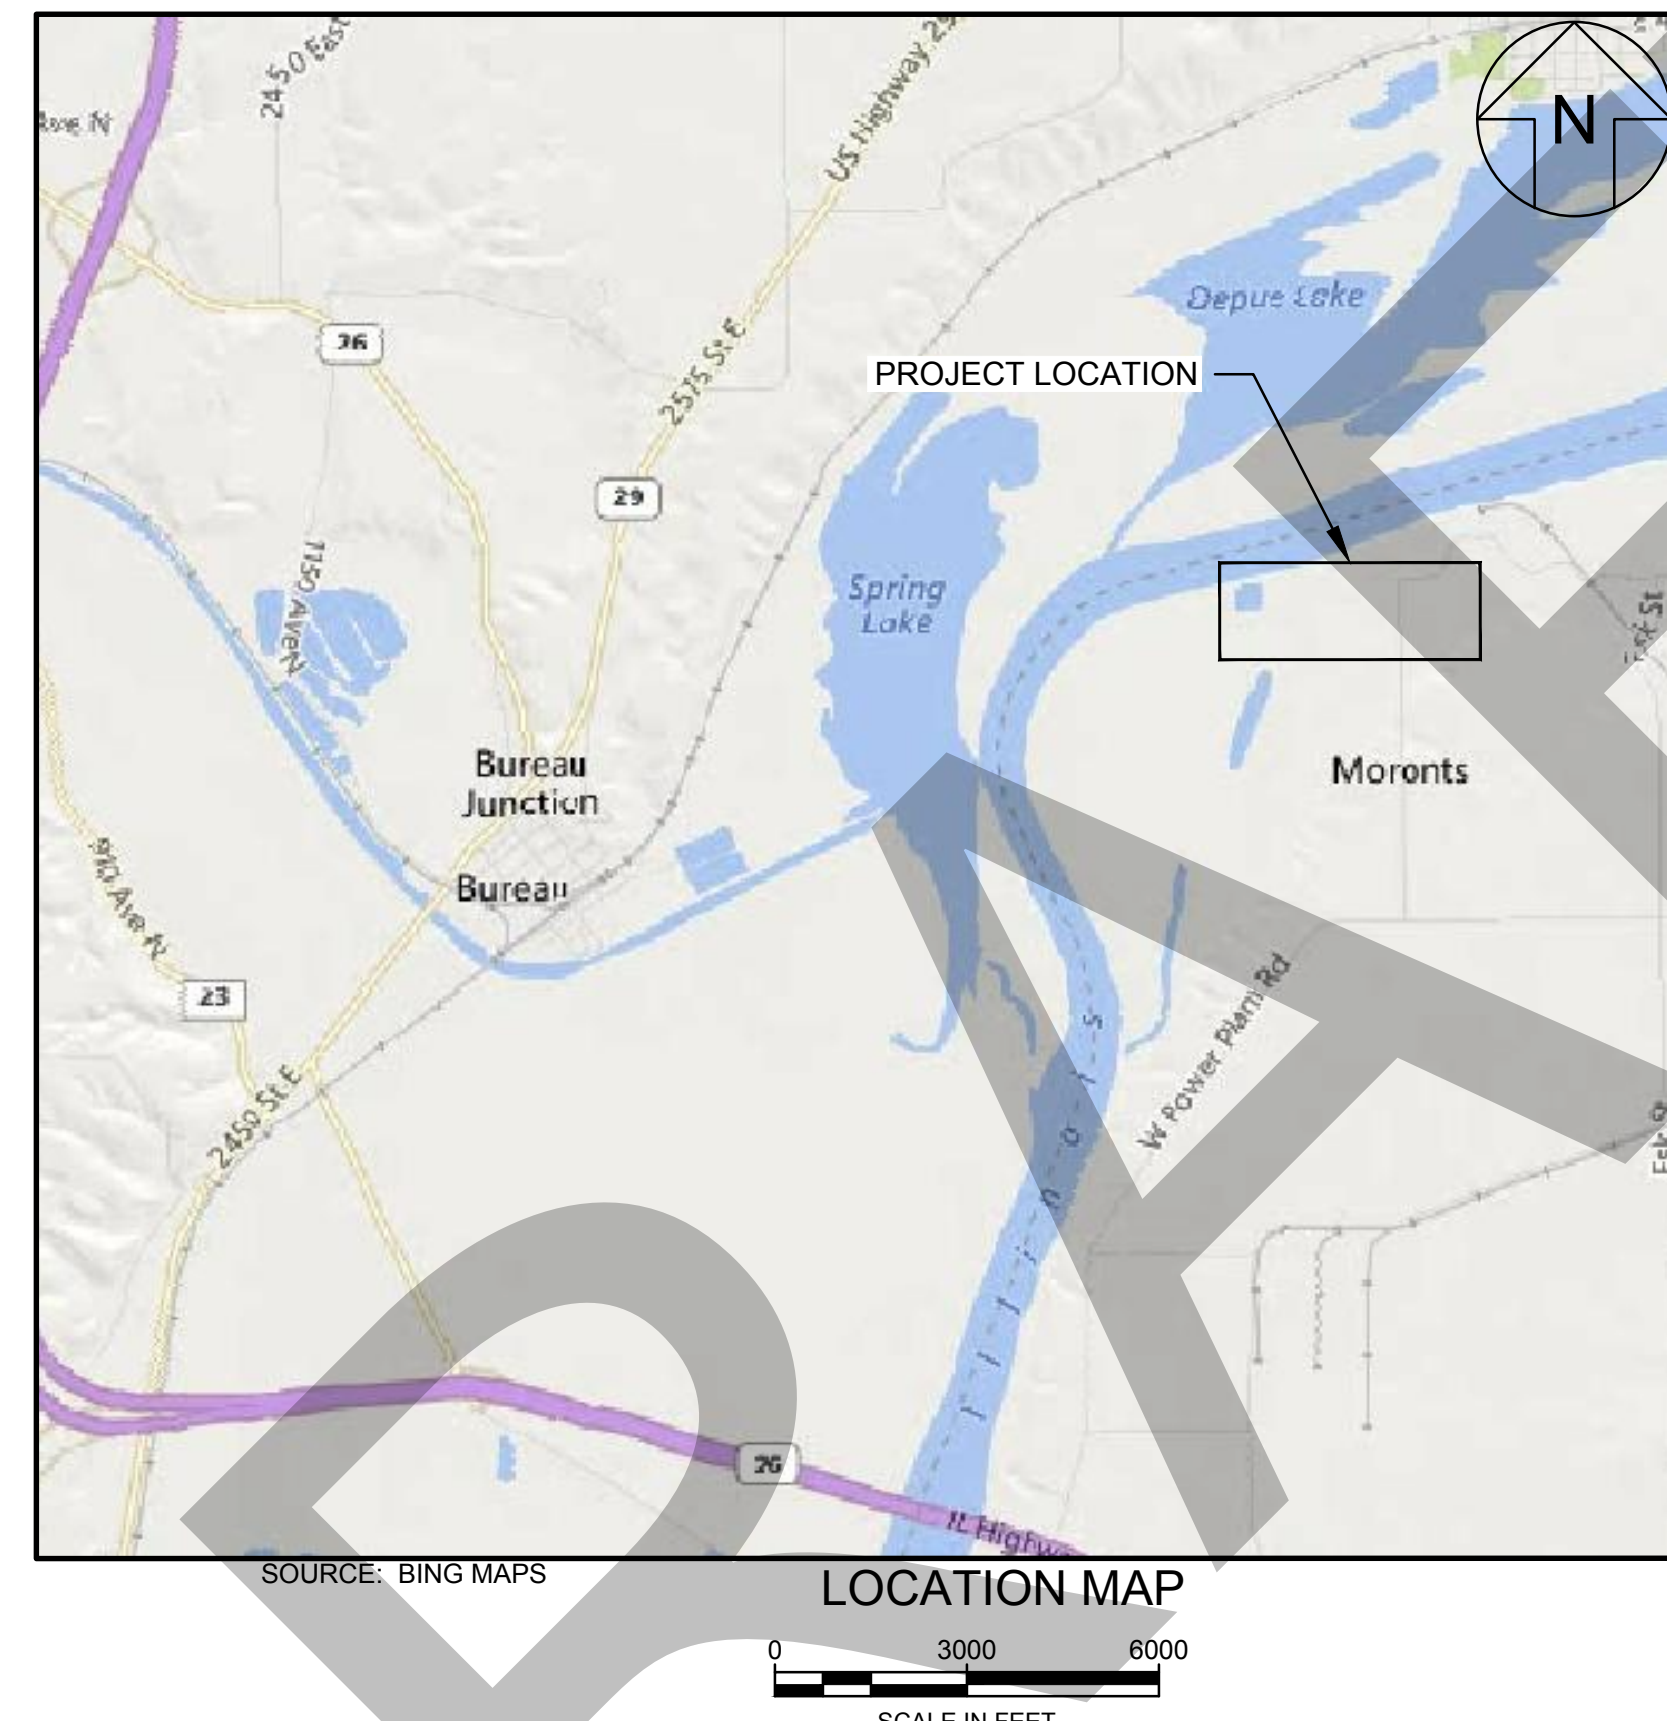 2450 East
US Highway 29
Ave N
N
Depue Lake
26
2575 St E
PROJECT LOCATION
29
1150 Ave N
Spring
Lake
Bureau
Junction
Moronts
Bureau
910 Ave N
W Power Plant Rd
23
2450 St E
Illinois
26
IL Highw
SOURCE: BING MAPS
LOCATION MAP
0 3000 6000
SCALE IN FEET